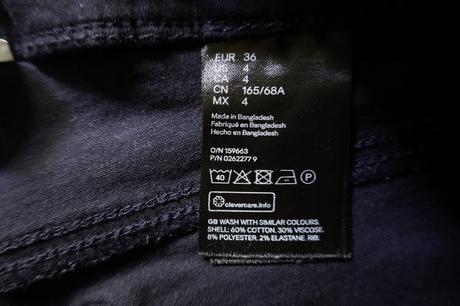 EUR 36
US 4
CA 4
CN 165/68A
MX 4
Made in Bangladesh
Fabriqué en Bangladesh
Hecho en Bangladesh
O/N 159663
P/N 0262277 9
40 P
clevercare.info
GB WASH WITH SIMILAR COLOURS.
SHELL: 60% COTTON. 30% VISCOSE.
8% POLYESTER. 2% ELASTANE. RIB: